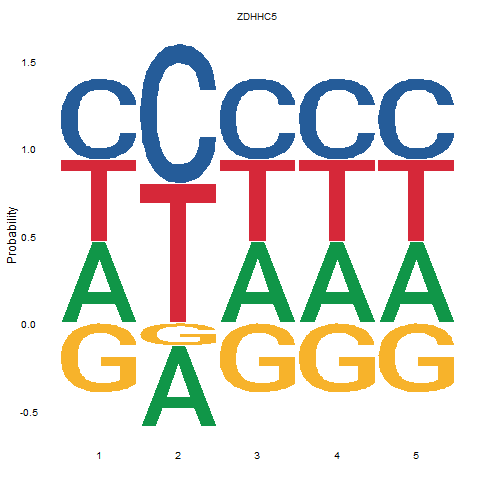 ZDHHC5
1.5
1.0
0.5
0.0
-0.5
Probability
C C C C C
T T T T T
A A A A
G G G G G
A
1 2 3 4 5